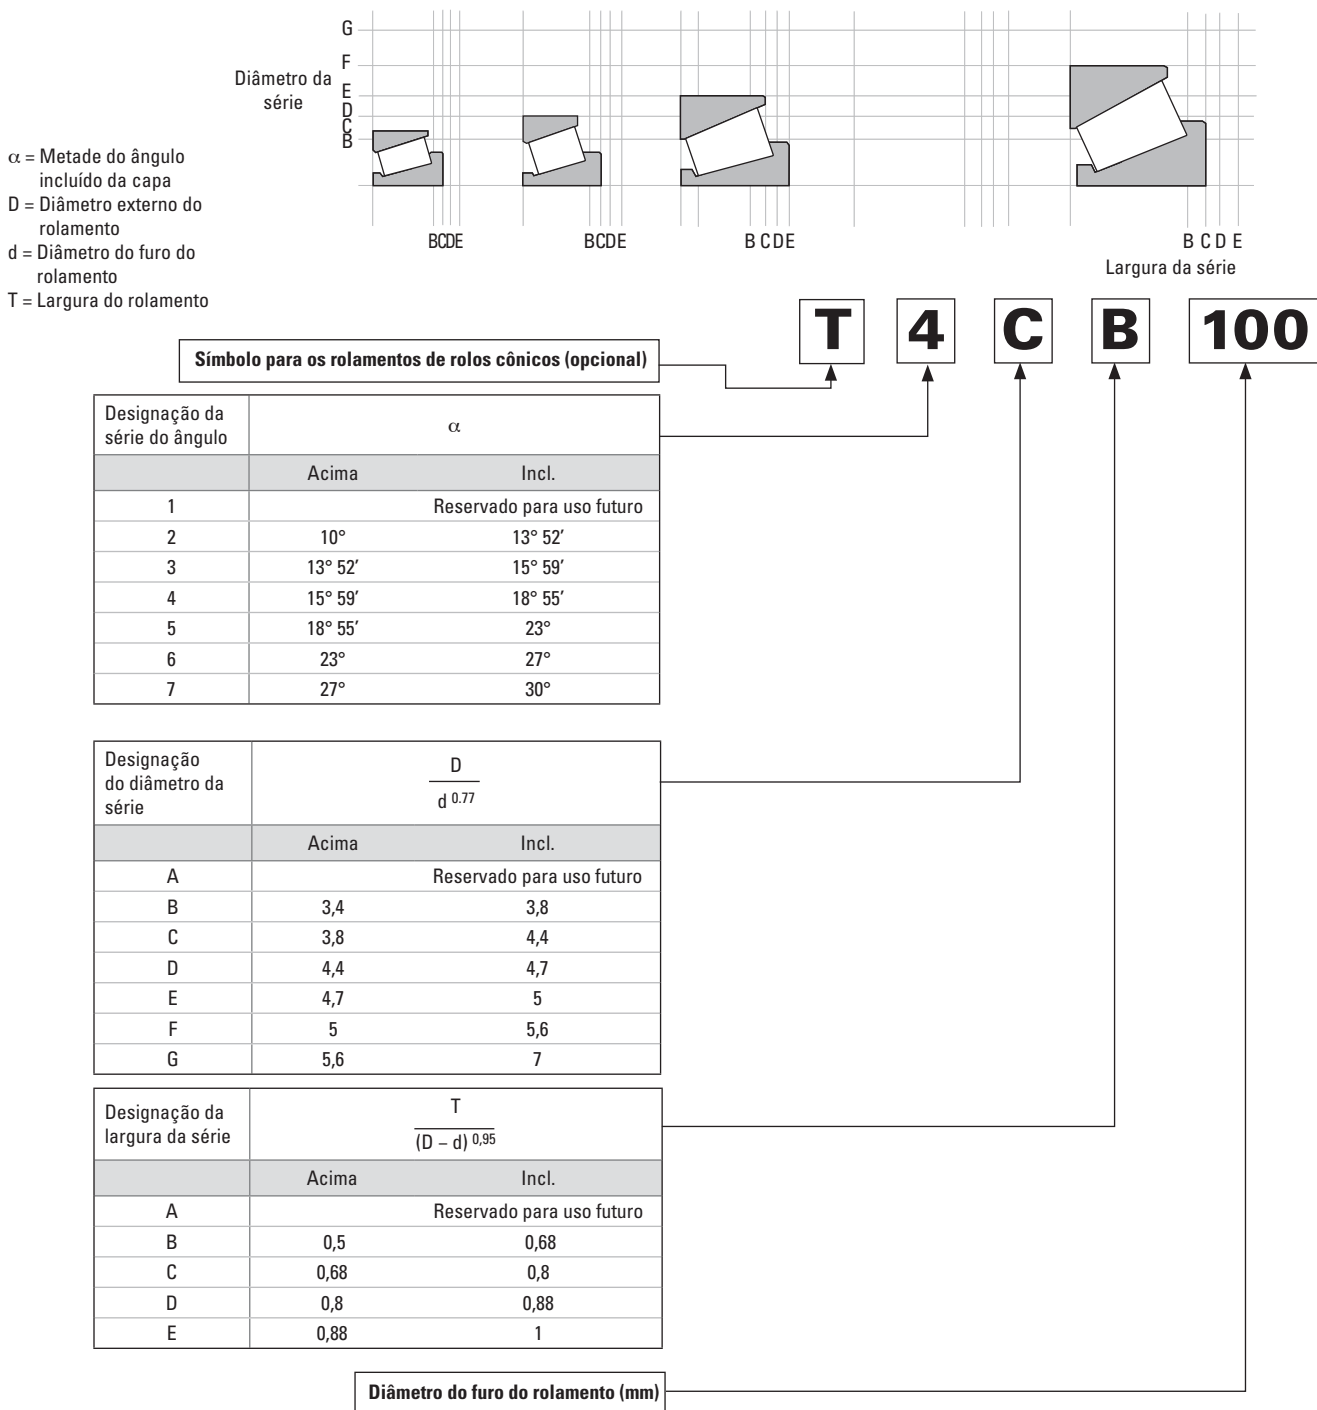 G
F
Diâmetro da
série
E
D
C
B
α = Metade do ângulo
incluído da capa
D = Diâmetro externo do
rolamento
d = Diâmetro do furo do
rolamento
T = Largura do rolamento
BCDE
BCDE
B C D E
B C D E
Largura da série
T 4 C B 100
Símbolo para os rolamentos de rolos cônicos (opcional)
Designação da
série do ângulo
α
Acima Incl.
1 Reservado para uso futuro
2 10° 13° 52′
3 13° 52′ 15° 59′
4 15° 59′ 18° 55′
5 18° 55′ 23°
6 23° 27°
7 27° 30°
Designação
do diâmetro da
série
D
d 0.77
Acima Incl.
A Reservado para uso futuro
B 3,4 3,8
C 3,8 4,4
D 4,4 4,7
E 4,7 5
F 5 5,6
G 5,6 7
Designação da
largura da série
T
(D – d) 0,95
Acima Incl.
A Reservado para uso futuro
B 0,5 0,68
C 0,68 0,8
D 0,8 0,88
E 0,88 1
Diâmetro do furo do rolamento (mm)